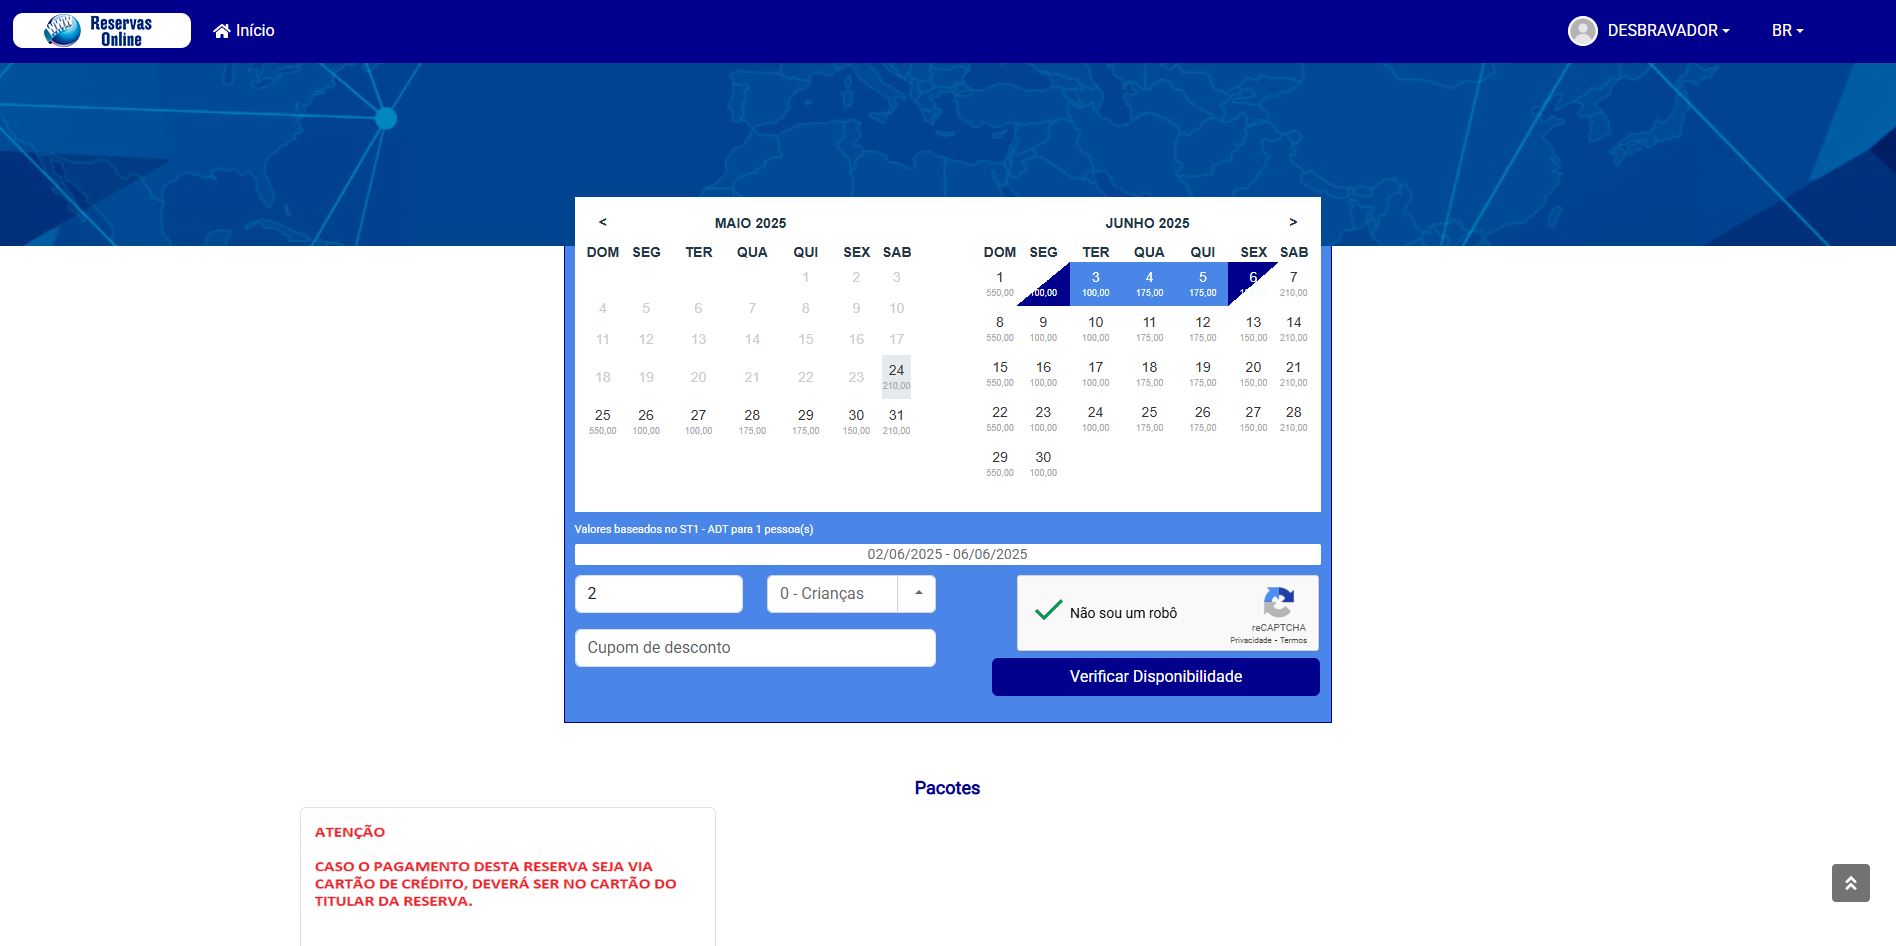 WWW Reservas Online
Início
DESBRAVADOR
BR
< MAIO 2025
DOM SEG TER QUA QUI SEX SAB
1 2 3
4 5 6 7 8 9 10
11 12 13 14 15 16 17
18 19 20 21 22 23 24
210,00
25 26 27 28 29 30 31
550,00 100,00 100,00 175,00 175,00 150,00 210,00
JUNHO 2025 >
DOM SEG TER QUA QUI SEX SAB
1 3 4 5 6 7
550,00 100,00 100,00 175,00 175,00 210,00
8 9 10 11 12 13 14
550,00 100,00 100,00 175,00 175,00 150,00 210,00
15 16 17 18 19 20 21
550,00 100,00 100,00 175,00 175,00 150,00 210,00
22 23 24 25 26 27 28
550,00 100,00 100,00 175,00 175,00 150,00 210,00
29 30
550,00 100,00
Valores baseados no ST1 - ADT para 1 pessoa(s)
02/06/2025 - 06/06/2025
2
0 - Crianças
Não sou um robô
reCAPTCHA
Privacidade - Termos
Cupom de desconto
Verificar Disponibilidade
Pacotes
ATENÇÃO
CASO O PAGAMENTO DESTA RESERVA SEJA VIA
CARTÃO DE CRÉDITO, DEVERÁ SER NO CARTÃO DO
TITULAR DA RESERVA.